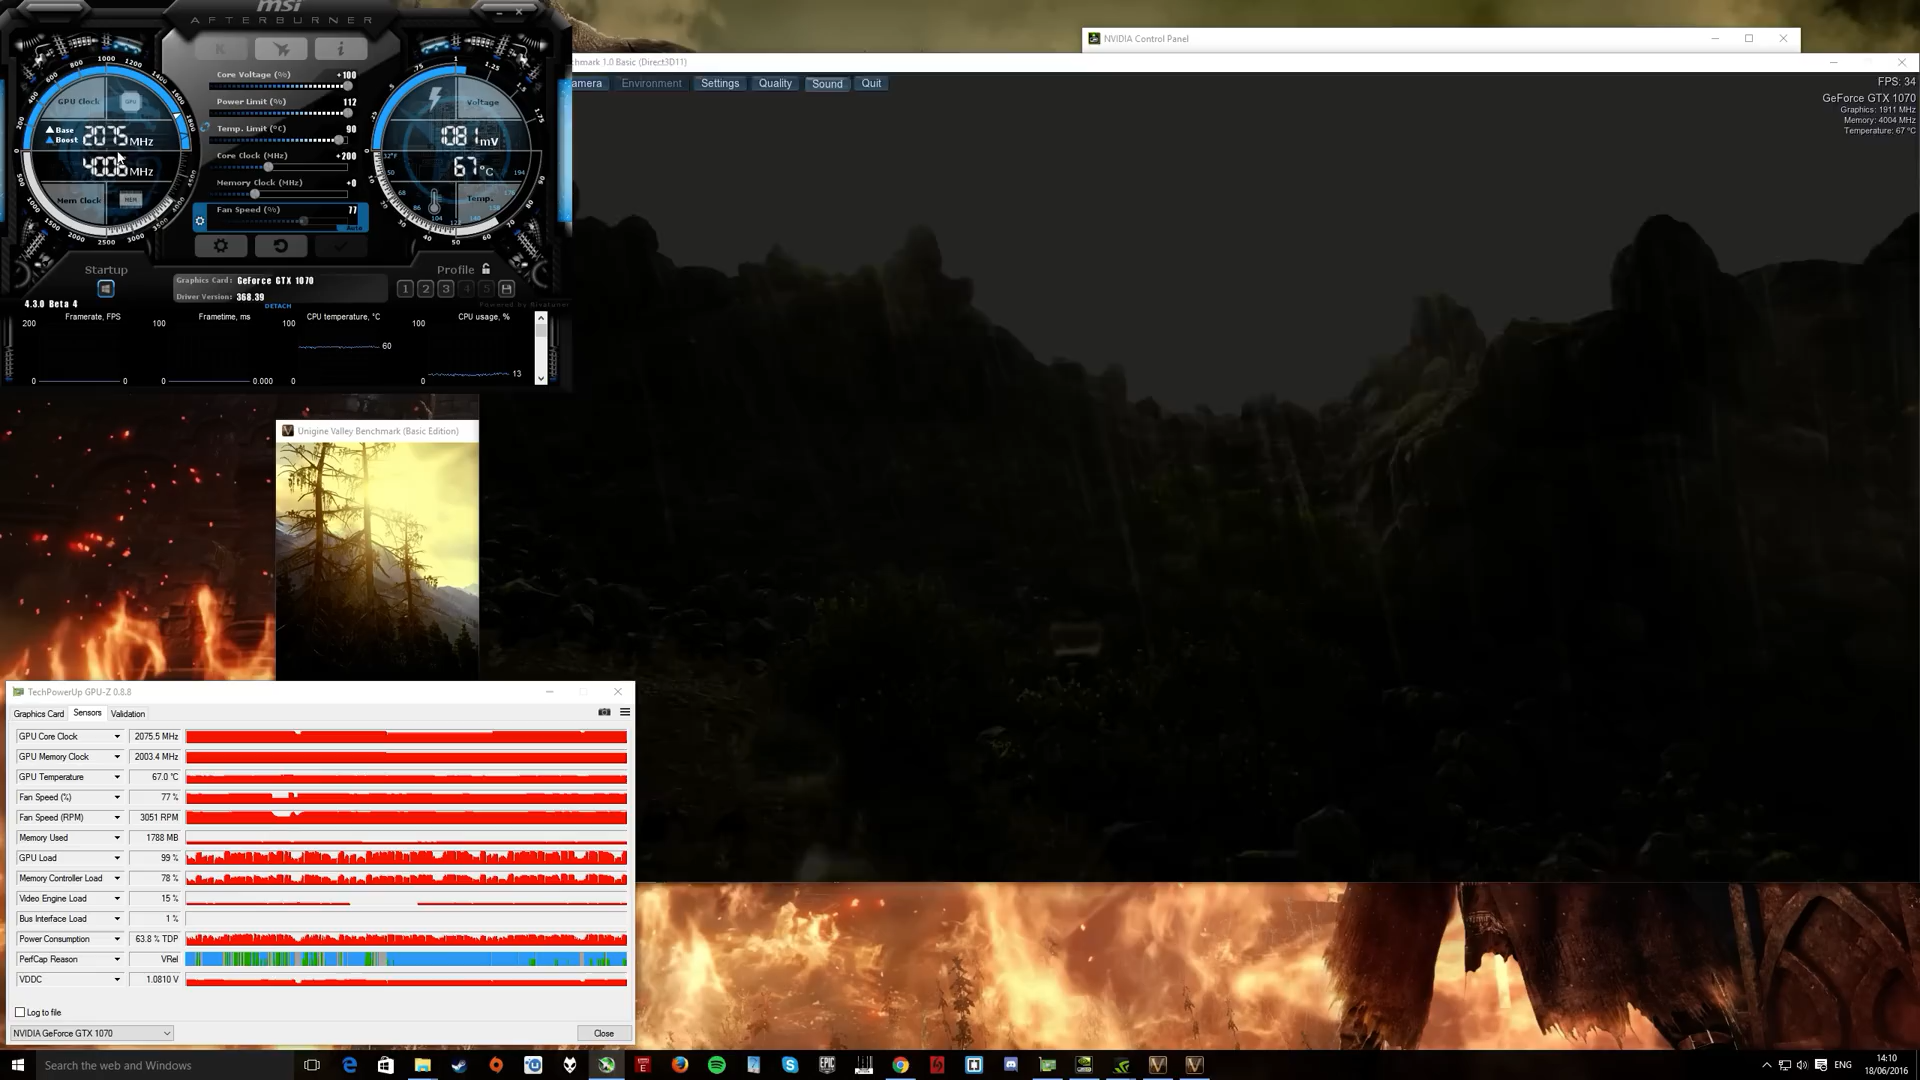 msi
AFTERBURNER
GPU Clock
GPU
Base
Boost
2075 MHz
4006 MHz
Mem Clock
MEM
Core Voltage (%) +100
Power Limit (%) 112
Temp. Limit (°C) 90
Core Clock (MHz) +200
Memory Clock (MHz) +0
Fan Speed (%) 77
Auto
Voltage
1081 mV
67 °C
Temp.
Startup
Profile
Graphics Card: GeForce GTX 1070
Driver Version: 368.39
DETACH
1 2 3 4 5
4.3.0 Beta 4
Powered by Rivatuner
Framerate, FPS
Frametime, ms
CPU temperature, °C
CPU usage, %
200
100
100
100
60
13
0 0
0 0.000
0
0
NVIDIA Control Panel
chmark 1.0 Basic (Direct3D11)
amera Environment Settings Quality Sound Quit
FPS: 34
GeForce GTX 1070
Graphics: 1911 MHz
Memory: 4004 MHz
Temperature: 67 °C
Unigine Valley Benchmark (Basic Edition)
TechPowerUp GPU-Z 0.8.8
Graphics Card Sensors Validation
GPU Core Clock 2075.5 MHz
GPU Memory Clock 2003.4 MHz
GPU Temperature 67.0 °C
Fan Speed (%) 77 %
Fan Speed (RPM) 3051 RPM
Memory Used 1788 MB
GPU Load 99 %
Memory Controller Load 78 %
Video Engine Load 15 %
Bus Interface Load 1 %
Power Consumption 63.8 % TDP
PerfCap Reason VRel
VDDC 1.0810 V
Log to file
NVIDIA GeForce GTX 1070
Close
Search the web and Windows
EPIC
ENG
14:10
18/06/2016